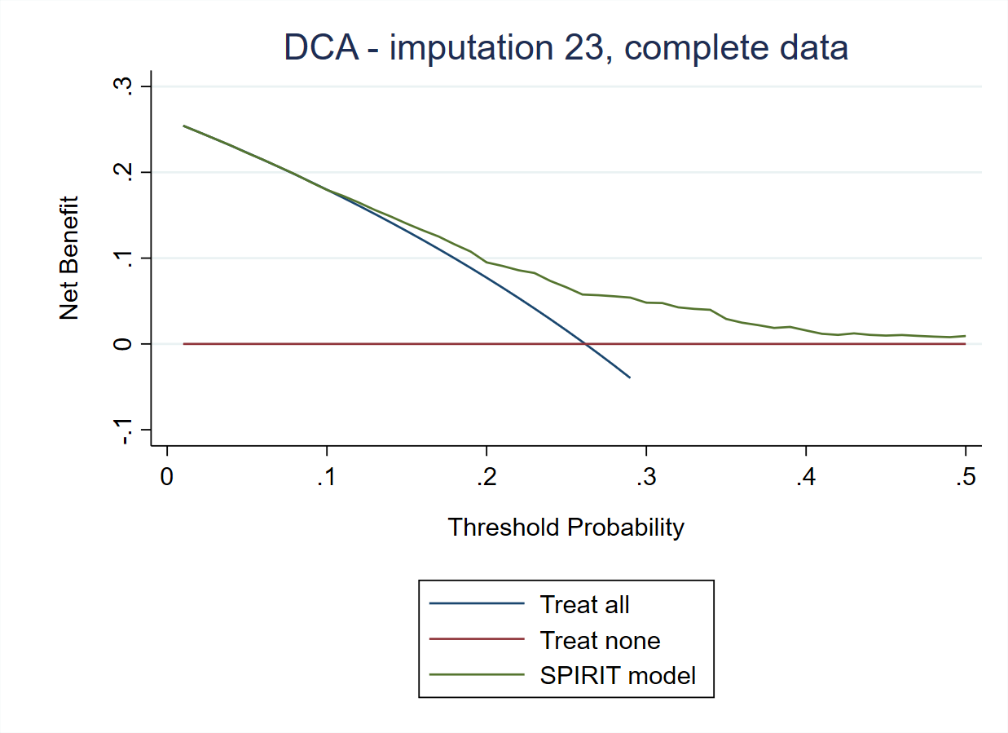 DCA - imputation 23, complete data
.3
.2
.1
0
-.1
Net Benefit
0 .1 .2 .3 .4 .5
Threshold Probability
Treat all
Treat none
SPIRIT model